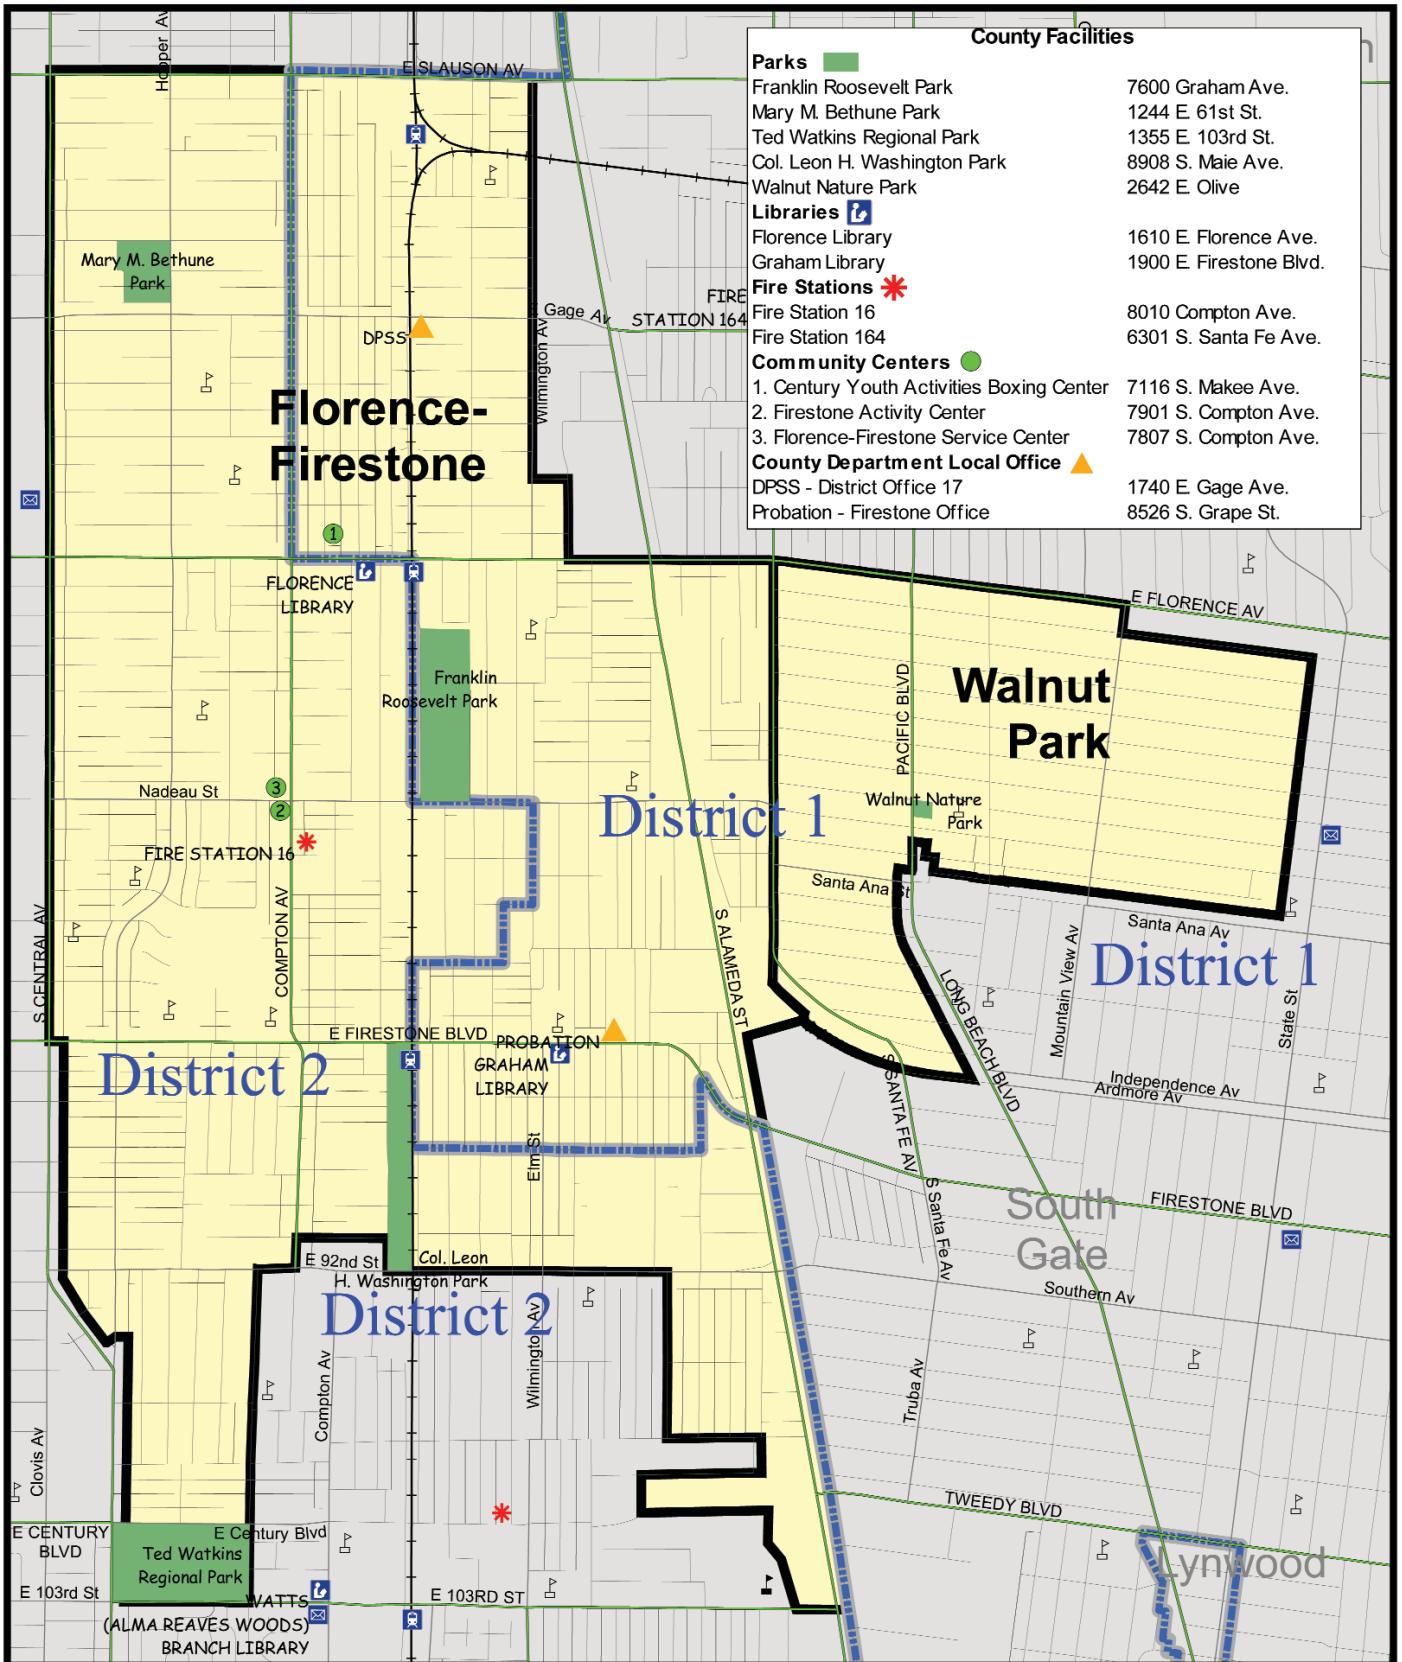 County Facilities
Parks
Franklin Roosevelt Park 7600 Graham Ave.
Mary M. Bethune Park 1244 E. 61st St.
Ted Watkins Regional Park 1355 E. 103rd St.
Col. Leon H. Washington Park 8908 S. Maie Ave.
Walnut Nature Park 2642 E. Olive
Libraries
Florence Library 1610 E. Florence Ave.
Graham Library 1900 E. Firestone Blvd.
Fire Stations
Fire Station 16 8010 Compton Ave.
Fire Station 164 6301 S. Santa Fe Ave.
Community Centers
1. Century Youth Activities Boxing Center 7116 S. Makee Ave.
2. Firestone Activity Center 7901 S. Compton Ave.
3. Florence-Firestone Service Center 7807 S. Compton Ave.
County Department Local Office
DPSS - District Office 17 1740 E. Gage Ave.
Probation - Firestone Office 8526 S. Grape St.
Hooper Av
E SLAUSON AV
Mary M. Bethune
Park
DPSS
E Gage Av
FIRE
STATION 164
Wilmington Av
Florence-
Firestone
1
FLORENCE
LIBRARY
E FLORENCE AV
Franklin
Roosevelt Park
PACIFIC BLVD
Walnut
Park
Nadeau St
3
2
District 1
Walnut Nature
Park
FIRE STATION 16
Santa Ana St
COMPTON AV
S CENTRAL AV
S ALAMEDA ST
Santa Ana Av
District 1
Mountain View Av
LONG BEACH BLVD
State St
E FIRESTONE BLVD
PROBATION
GRAHAM
LIBRARY
District 2
S SANTA FE AV
Independence Av
Ardmore Av
Elm St
S Santa Fe Av
South
Gate
FIRESTONE BLVD
E 92nd St
Col. Leon
H. Washington Park
Southern Av
District 2
Compton Av
Wilmington Av
Truba Av
Clovis Av
TWEEDY BLVD
E CENTURY
BLVD
E Century Blvd
Ted Watkins
Regional Park
Lynwood
E 103rd St
E 103RD ST
WATTS
(ALMA REAVES WOODS)
BRANCH LIBRARY